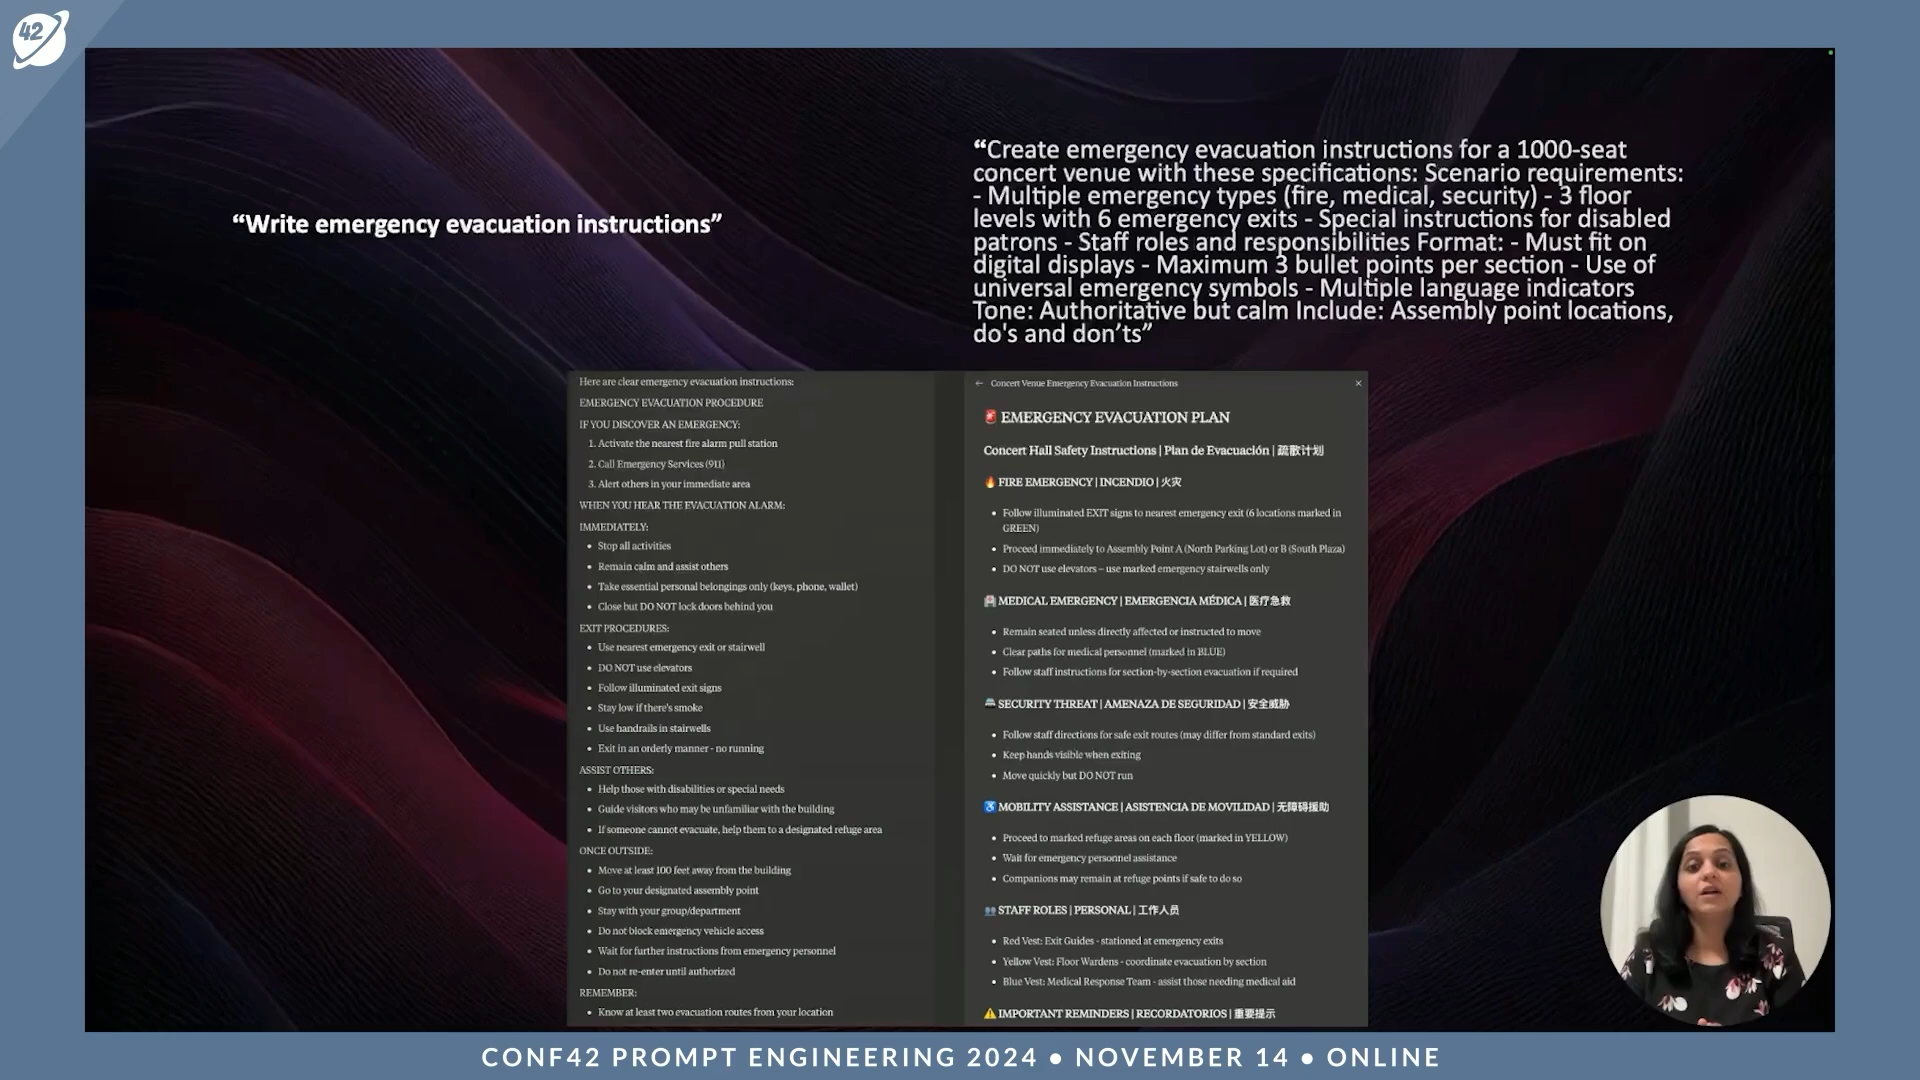 42
“Write emergency evacuation instructions”
“Create emergency evacuation instructions for a 1000-seat
concert venue with these specifications: Scenario requirements:
- Multiple emergency types (fire, medical, security) - 3 floor
levels with 6 emergency exits - Special instructions for disabled
patrons - Staff roles and responsibilities Format: - Must fit on
digital displays - Maximum 3 bullet points per section - Use of
universal emergency symbols - Multiple language indicators
Tone: Authoritative but calm Include: Assembly point locations,
do's and don’ts”
Here are clear emergency evacuation instructions:
EMERGENCY EVACUATION PROCEDURE
IF YOU DISCOVER AN EMERGENCY:
1. Activate the nearest fire alarm pull station
2. Call Emergency Services (911)
3. Alert others in your immediate area
WHEN YOU HEAR THE EVACUATION ALARM:
IMMEDIATELY:
• Stop all activities
• Remain calm and assist others
• Take essential personal belongings only (keys, phone, wallet)
• Close but DO NOT lock doors behind you
EXIT PROCEDURES:
• Use nearest emergency exit or stairwell
• DO NOT use elevators
• Follow illuminated exit signs
• Stay low if there's smoke
• Use handrails in stairwells
• Exit in an orderly manner - no running
ASSIST OTHERS:
• Help those with disabilities or special needs
• Guide visitors who may be unfamiliar with the building
• If someone cannot evacuate, help them to a designated refuge area
ONCE OUTSIDE:
• Move at least 100 feet away from the building
• Go to your designated assembly point
• Stay with your group/department
• Do not block emergency vehicle access
• Wait for further instructions from emergency personnel
• Do not re-enter until authorized
REMEMBER:
• Know at least two evacuation routes from your location
← Concert Venue Emergency Evacuation Instructions ×
🚨 EMERGENCY EVACUATION PLAN
Concert Hall Safety Instructions | Plan de Evacuación | 疏散计划
🔥 FIRE EMERGENCY | INCENDIO | 火灾
• Follow illuminated EXIT signs to nearest emergency exit (6 locations marked in
GREEN)
• Proceed immediately to Assembly Point A (North Parking Lot) or B (South Plaza)
• DO NOT use elevators – use marked emergency stairwells only
🏥 MEDICAL EMERGENCY | EMERGENCIA MÉDICA | 医疗急救
• Remain seated unless directly affected or instructed to move
• Clear paths for medical personnel (marked in BLUE)
• Follow staff instructions for section-by-section evacuation if required
🚔 SECURITY THREAT | AMENAZA DE SEGURIDAD | 安全威胁
• Follow staff directions for safe exit routes (may differ from standard exits)
• Keep hands visible when exiting
• Move quickly but DO NOT run
♿ MOBILITY ASSISTANCE | ASISTENCIA DE MOVILIDAD | 无障碍援助
• Proceed to marked refuge areas on each floor (marked in YELLOW)
• Wait for emergency personnel assistance
• Companions may remain at refuge points if safe to do so
👥 STAFF ROLES | PERSONAL | 工作人员
• Red Vest: Exit Guides - stationed at emergency exits
• Yellow Vest: Floor Wardens - coordinate evacuation by section
• Blue Vest: Medical Response Team - assist those needing medical aid
⚠️ IMPORTANT REMINDERS | RECORDATORIOS | 重要提示
CONF42 PROMPT ENGINEERING 2024 ● NOVEMBER 14 ● ONLINE